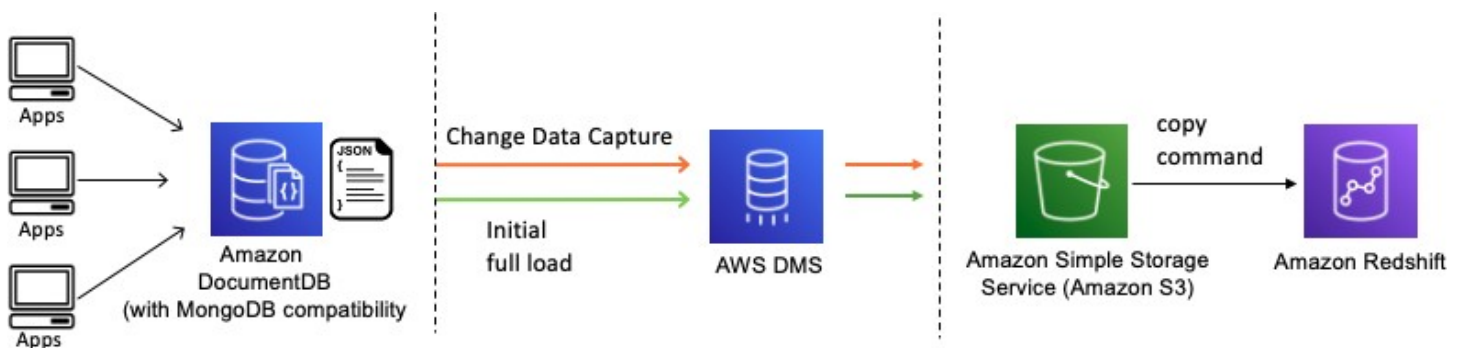 Apps
Apps
Apps
JSON
{
{}
}
Amazon
DocumentDB
(with MongoDB compatibility
Change Data Capture
Initial
full load
AWS DMS
Amazon Simple Storage
Service (Amazon S3)
copy
command
Amazon Redshift